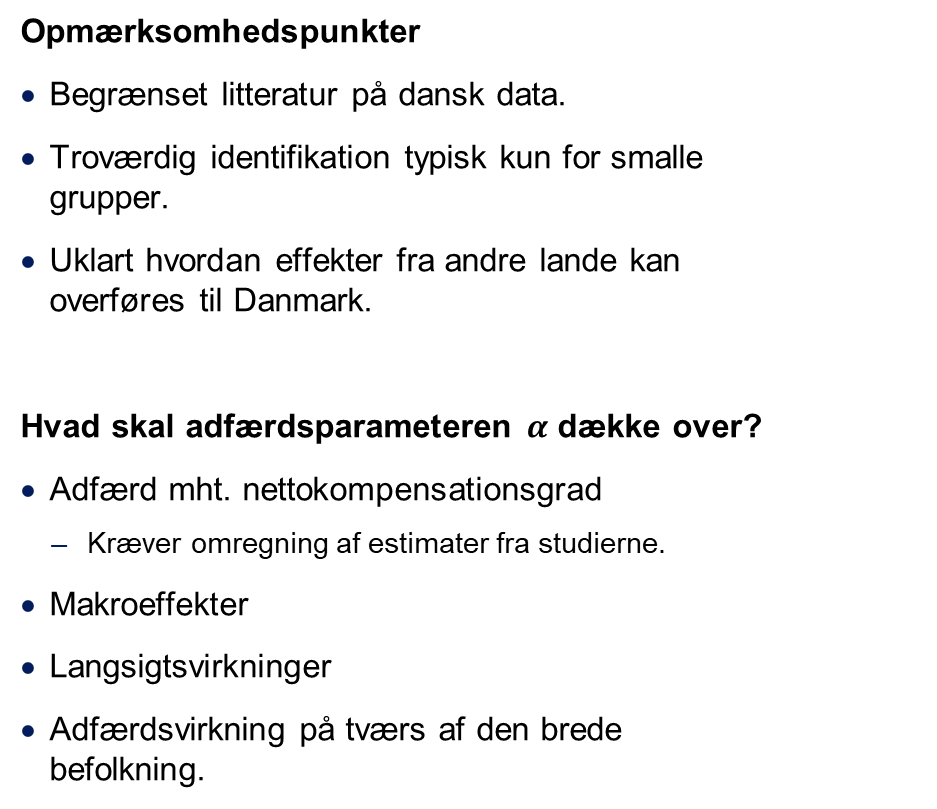 Opmærksomhedspunkter
• Begrænset litteratur på dansk data.
• Troværdig identifikation typisk kun for smalle
grupper.
• Uklart hvordan effekter fra andre lande kan
overføres til Danmark.
Hvad skal adfærdsparameteren α dække over?
• Adfærd mht. nettokompensationsgrad
– Kræver omregning af estimater fra studierne.
• Makroeffekter
• Langsigtsvirkninger
• Adfærdsvirkning på tværs af den brede
befolkning.